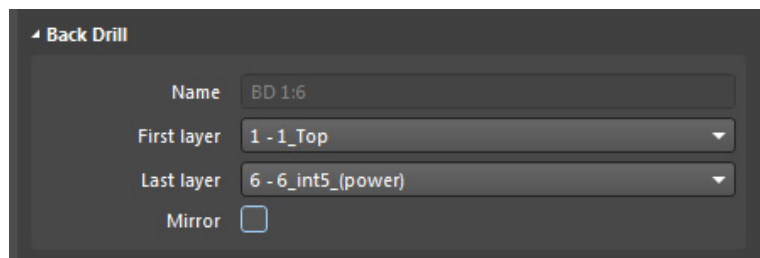 Back Drill
Name BD 1:6
First layer 1 - 1_Top
Last layer 6 - 6_int5_(power)
Mirror